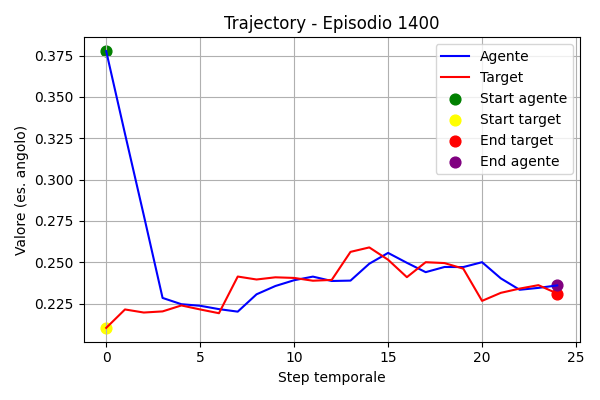 Trajectory - Episodio 1400
Valore (es. angolo)
0.375
0.350
0.325
0.300
0.275
0.250
0.225
Agente
Target
Start agente
Start target
End target
End agente
0 5 10 15 20 25
Step temporale